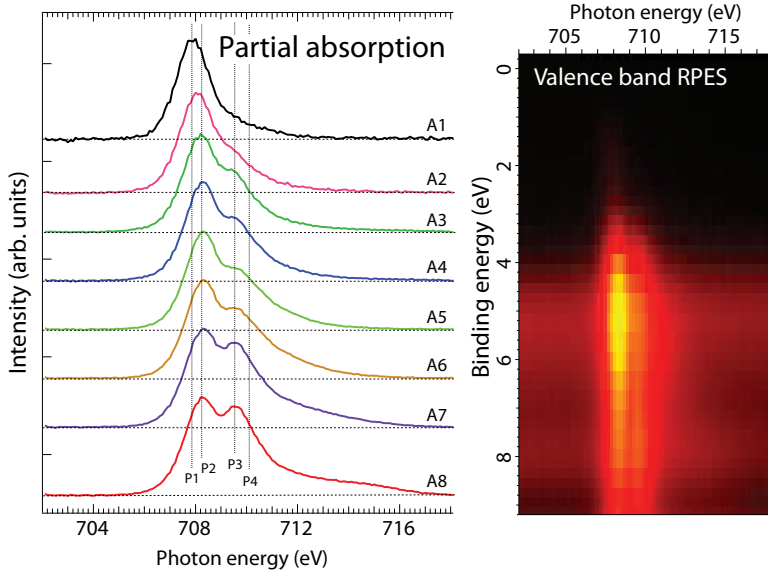 Partial absorption
A1
A2
A3
A4
A5
A6
A7
A8
P1
P2
P3
P4
704
708
712
716
Photon energy (eV)
Intensity (arb. units)
Photon energy (eV)
705
710
715
Valence band RPES
0
2
4
6
8
Binding energy (eV)